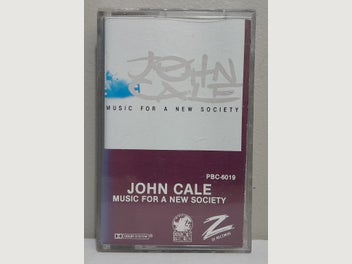 JOHN
CALE
MUSIC FOR A NEW SOCIETY
PBC-6019
JOHN CALE
MUSIC FOR A NEW SOCIETY
Z